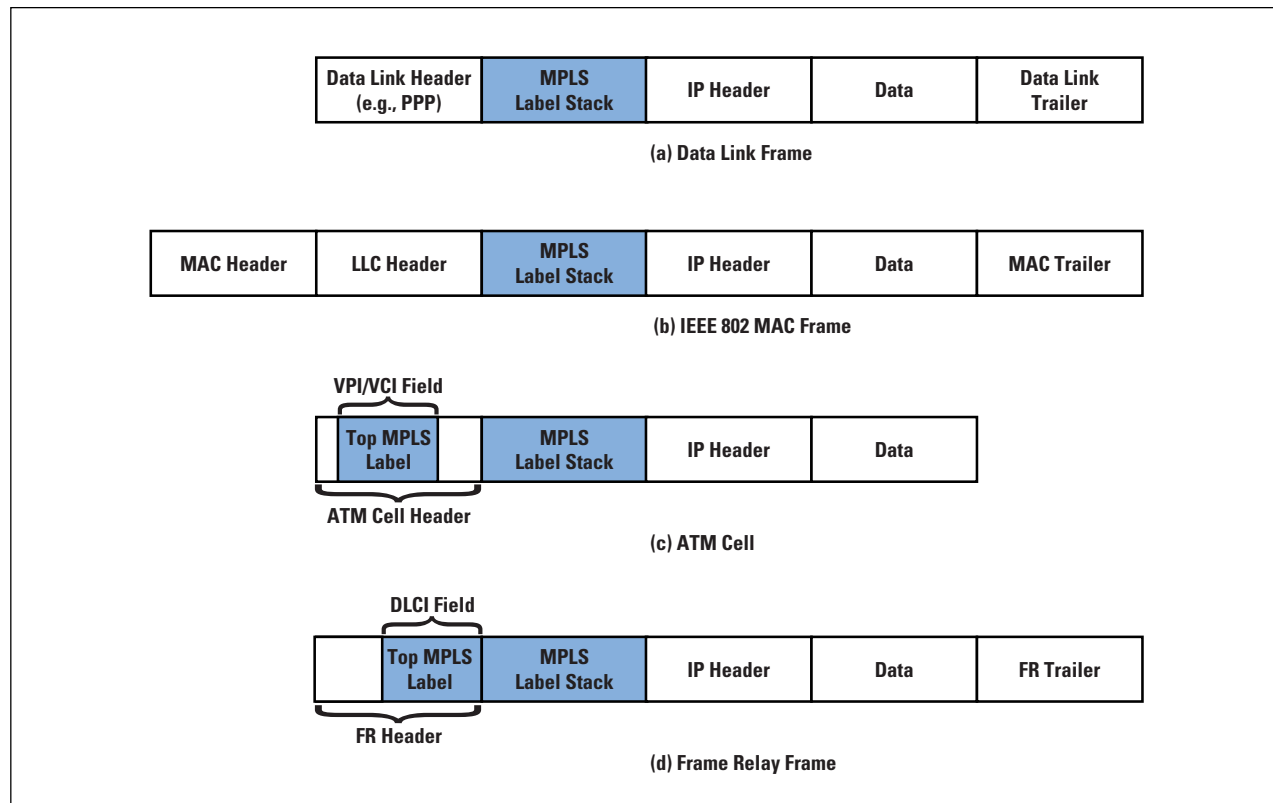 Data Link Header
(e.g., PPP)
MPLS
Label Stack
IP Header
Data
Data Link
Trailer
(a) Data Link Frame
MAC Header
LLC Header
MPLS
Label Stack
IP Header
Data
MAC Trailer
(b) IEEE 802 MAC Frame
VPI/VCI Field
Top MPLS
Label
MPLS
Label Stack
IP Header
Data
ATM Cell Header
(c) ATM Cell
DLCI Field
Top MPLS
Label
MPLS
Label Stack
IP Header
Data
FR Trailer
FR Header
(d) Frame Relay Frame